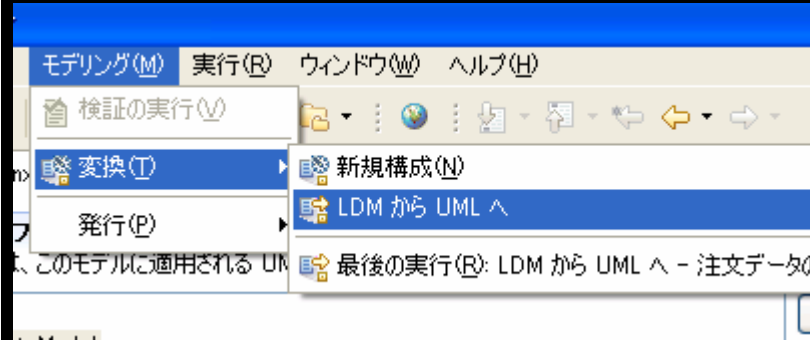 モデリング(M) 実行(R) ウィンドウ(W) ヘルプ(H)
検証の実行(V)
変換(T)
新規構成(N)
LDM から UML へ
発行(P)
、このモデルに適用される UN
最後の実行(R): LDM から UML へ - 注文データの